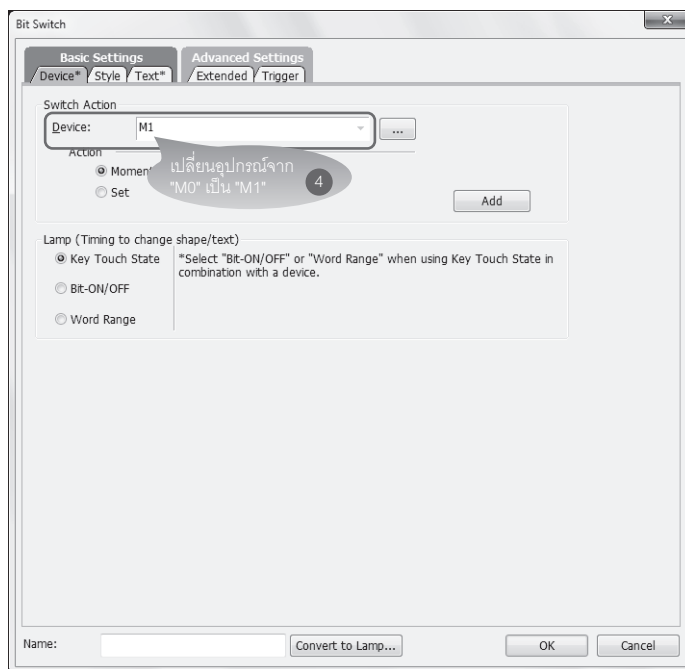 Bit Switch
x
Basic Settings
Advanced Settings
Device* Style Text* Extended Trigger
Switch Action
Device: M1 ...
Action
เปลี่ยนอุปกรณ์จาก
"M0" เป็น "M1" 4
Set
Add
Lamp (Timing to change shape/text)
Key Touch State *Select "Bit-ON/OFF" or "Word Range" when using Key Touch State in
combination with a device.
Bit-ON/OFF
Word Range
Name: Convert to Lamp... OK Cancel